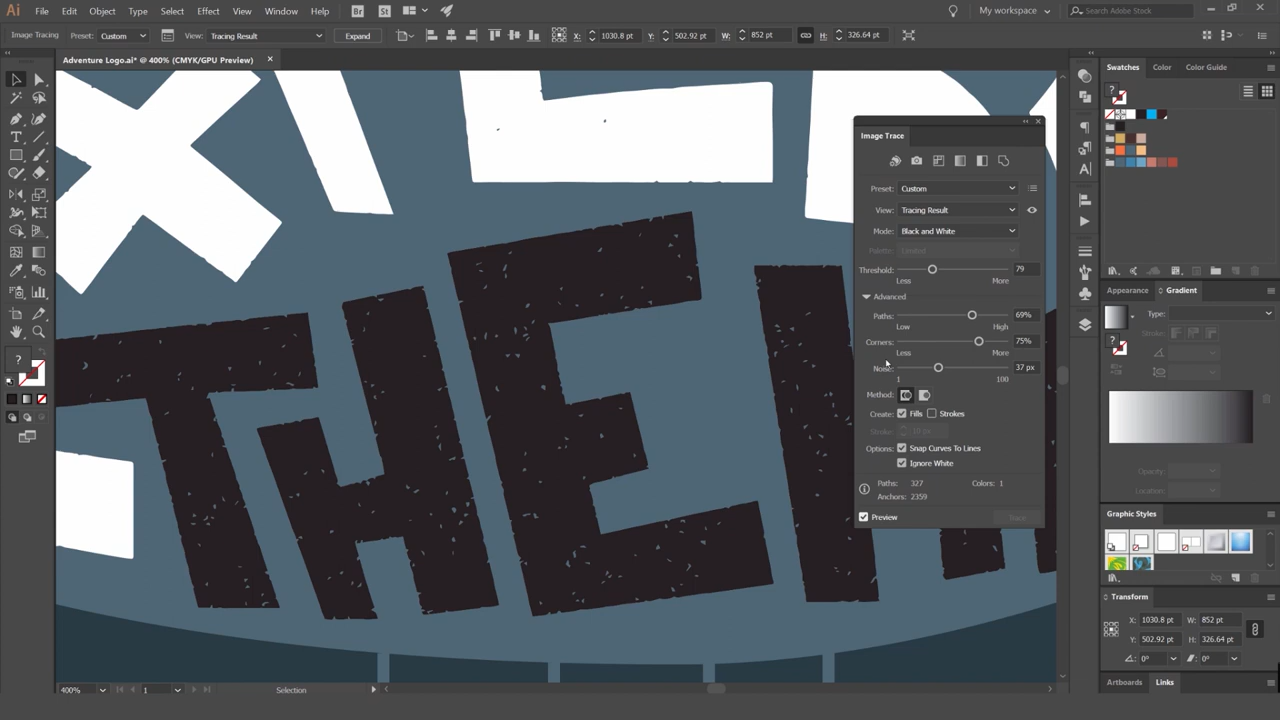 Ai File Edit Object Type Select Effect View Window Help Br St My workspace Search Adobe Stock
Image Tracing Preset: Custom View: Tracing Result Expand X: 1030.8 pt Y: 502.92 pt W: 852 pt H: 326.64 pt
Adventure Logo.ai* @ 400% (CMYK/GPU Preview)
THE
Image Trace
Preset: Custom
View: Tracing Result
Mode: Black and White
Palette: Limited
Threshold: 79
Less More
Advanced
Paths: 69%
Low High
Corners: 75%
Less More
Noise: 37 px
1 100
Method:
Create: Fills Strokes
Stroke: 10 px
Options: Snap Curves To Lines
Ignore White
Paths: 327 Colors: 1
Anchors: 2359
Preview Trace
Swatches Color Color Guide
Appearance Gradient
Type:
Stroke:
Opacity:
Location:
Graphic Styles
Transform
X: 1030.8 pt W: 852 pt
Y: 502.92 pt H: 326.64 pt
0° 0°
Artboards Links
400% 1 Selection